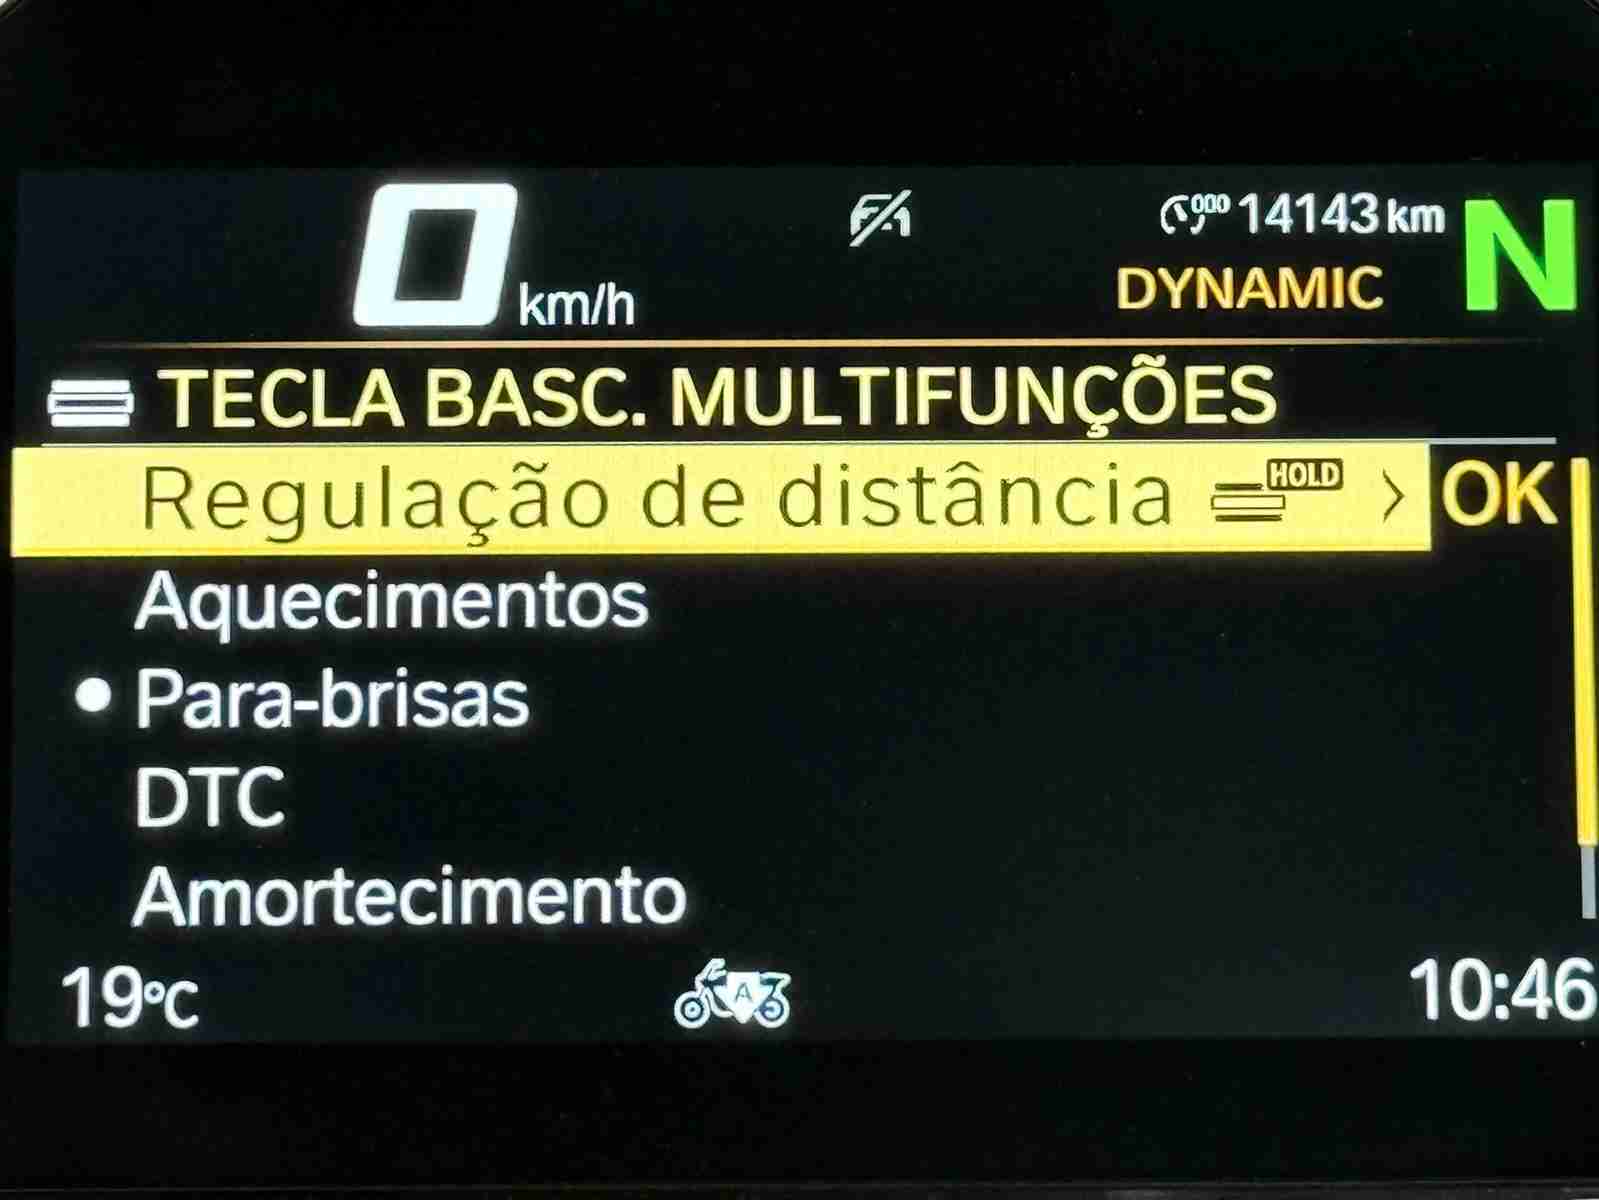 0 km/h
000 14143 km
DYNAMIC
N
TECLA BASC. MULTIFUNÇÕES
Regulação de distância HOLD > OK
Aquecimentos
• Para-brisas
DTC
Amortecimento
19°C
A
10:46